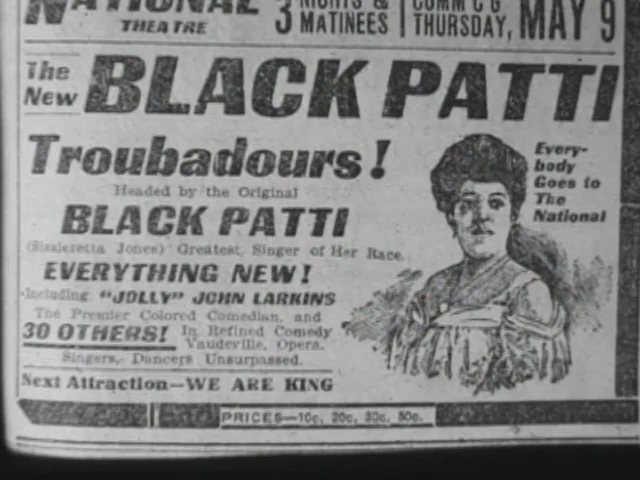 NATIONAL
THEATRE
3 NIGHTS &
MATINEES
COMM'C'G
THURSDAY, MAY 9
The
New
BLACK PATTI
Troubadours!
Headed by the Original
BLACK PATTI
(Sissieretta Jones) Greatest Singer of Her Race.
EVERYTHING NEW!
Including "JOLLY" JOHN LARKINS
The Premier Colored Comedian, and
30 OTHERS! In Refined Comedy
Vaudeville, Opera.
Singers, Dancers Unsurpassed.
Next Attraction—WE ARE KING
Every-
body
Goes to
The
National
PRICES—10c, 20c, 30c, 50c.